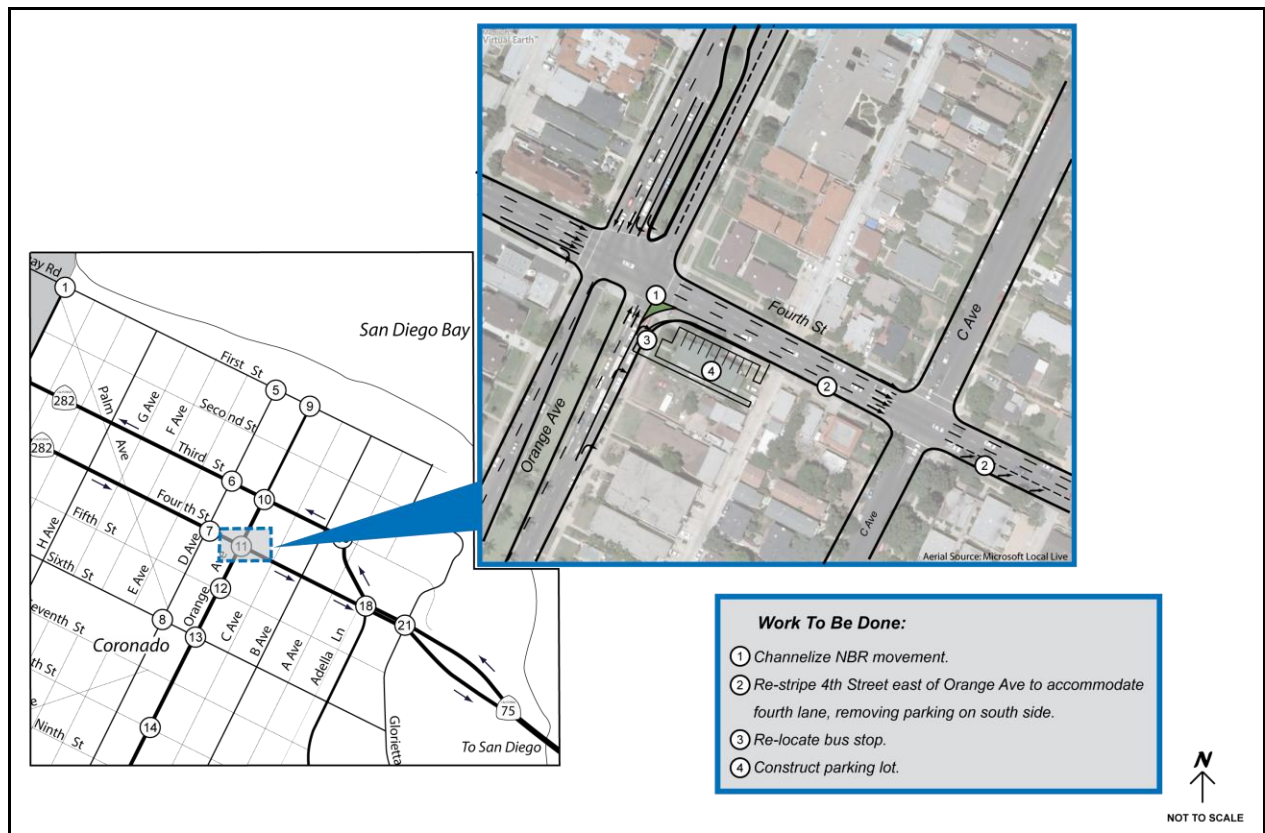 Virtual Earth™
Fourth St
C Ave
Orange Ave
C Ave
1
2
3
4
2
Aerial Source: Microsoft Local Live
ay Rd
1
San Diego Bay
First St
5
9
Second St
282
Palm Ave
G Ave
F Ave
Third St
6
10
282
Fourth St
7
11
Fifth St
H Ave
D Ave
Orange Ave
E Ave
Sixth St
12
C Ave
18
21
B Ave
8
13
Seventh St
Coronado
A Ave
Adella Ln
75
th St
Glorietta
To San Diego
14
Ninth St
Work To Be Done:
1 Channelize NBR movement.
2 Re-stripe 4th Street east of Orange Ave to accommodate
fourth lane, removing parking on south side.
3 Re-locate bus stop.
4 Construct parking lot.
N
NOT TO SCALE